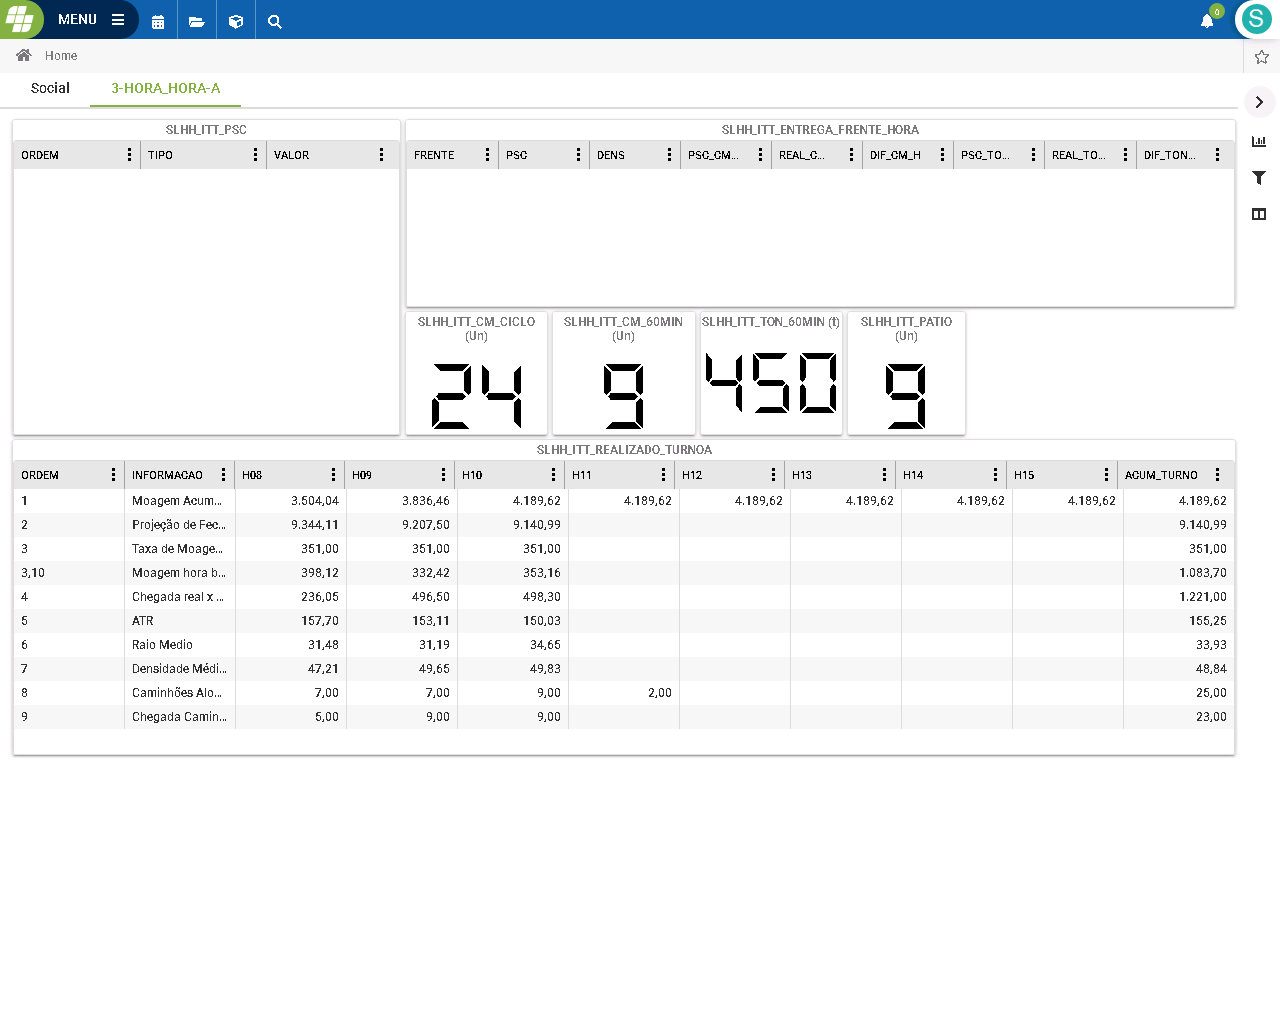 MENU
0
S
Home
Social 3-HORA_HORA-A
SLHH_ITT_PSC
ORDEM TIPO VALOR
SLHH_ITT_ENTREGA_FRENTE_HORA
FRENTE PSC DENS PSC_CM... REAL_C... DIF_CM_H PSC_TO... REAL_TO... DIF_TON...
SLHH_ITT_CM_CICLO (Un)
24
SLHH_ITT_CM_60MIN (Un)
9
SLHH_ITT_TON_60MIN (t)
450
SLHH_ITT_PATIO (Un)
9
SLHH_ITT_REALIZADO_TURNOA
ORDEM INFORMACAO H08 H09 H10 H11 H12 H13 H14 H15 ACUM_TURNO
1 Moagem Acum... 3.504,04 3.836,46 4.189,62 4.189,62 4.189,62 4.189,62 4.189,62 4.189,62 4.189,62
2 Projeção de Fec... 9.344,11 9.207,50 9.140,99 9.140,99
3 Taxa de Moage... 351,00 351,00 351,00 351,00
3,10 Moagem hora b... 398,12 332,42 353,16 1.083,70
4 Chegada real x ... 236,05 496,50 498,30 1.221,00
5 ATR 157,70 153,11 150,03 155,25
6 Raio Medio 31,48 31,19 34,65 33,93
7 Densidade Médi... 47,21 49,65 49,83 48,84
8 Caminhões Alo... 7,00 7,00 9,00 2,00 25,00
9 Chegada Camin... 5,00 9,00 9,00 23,00